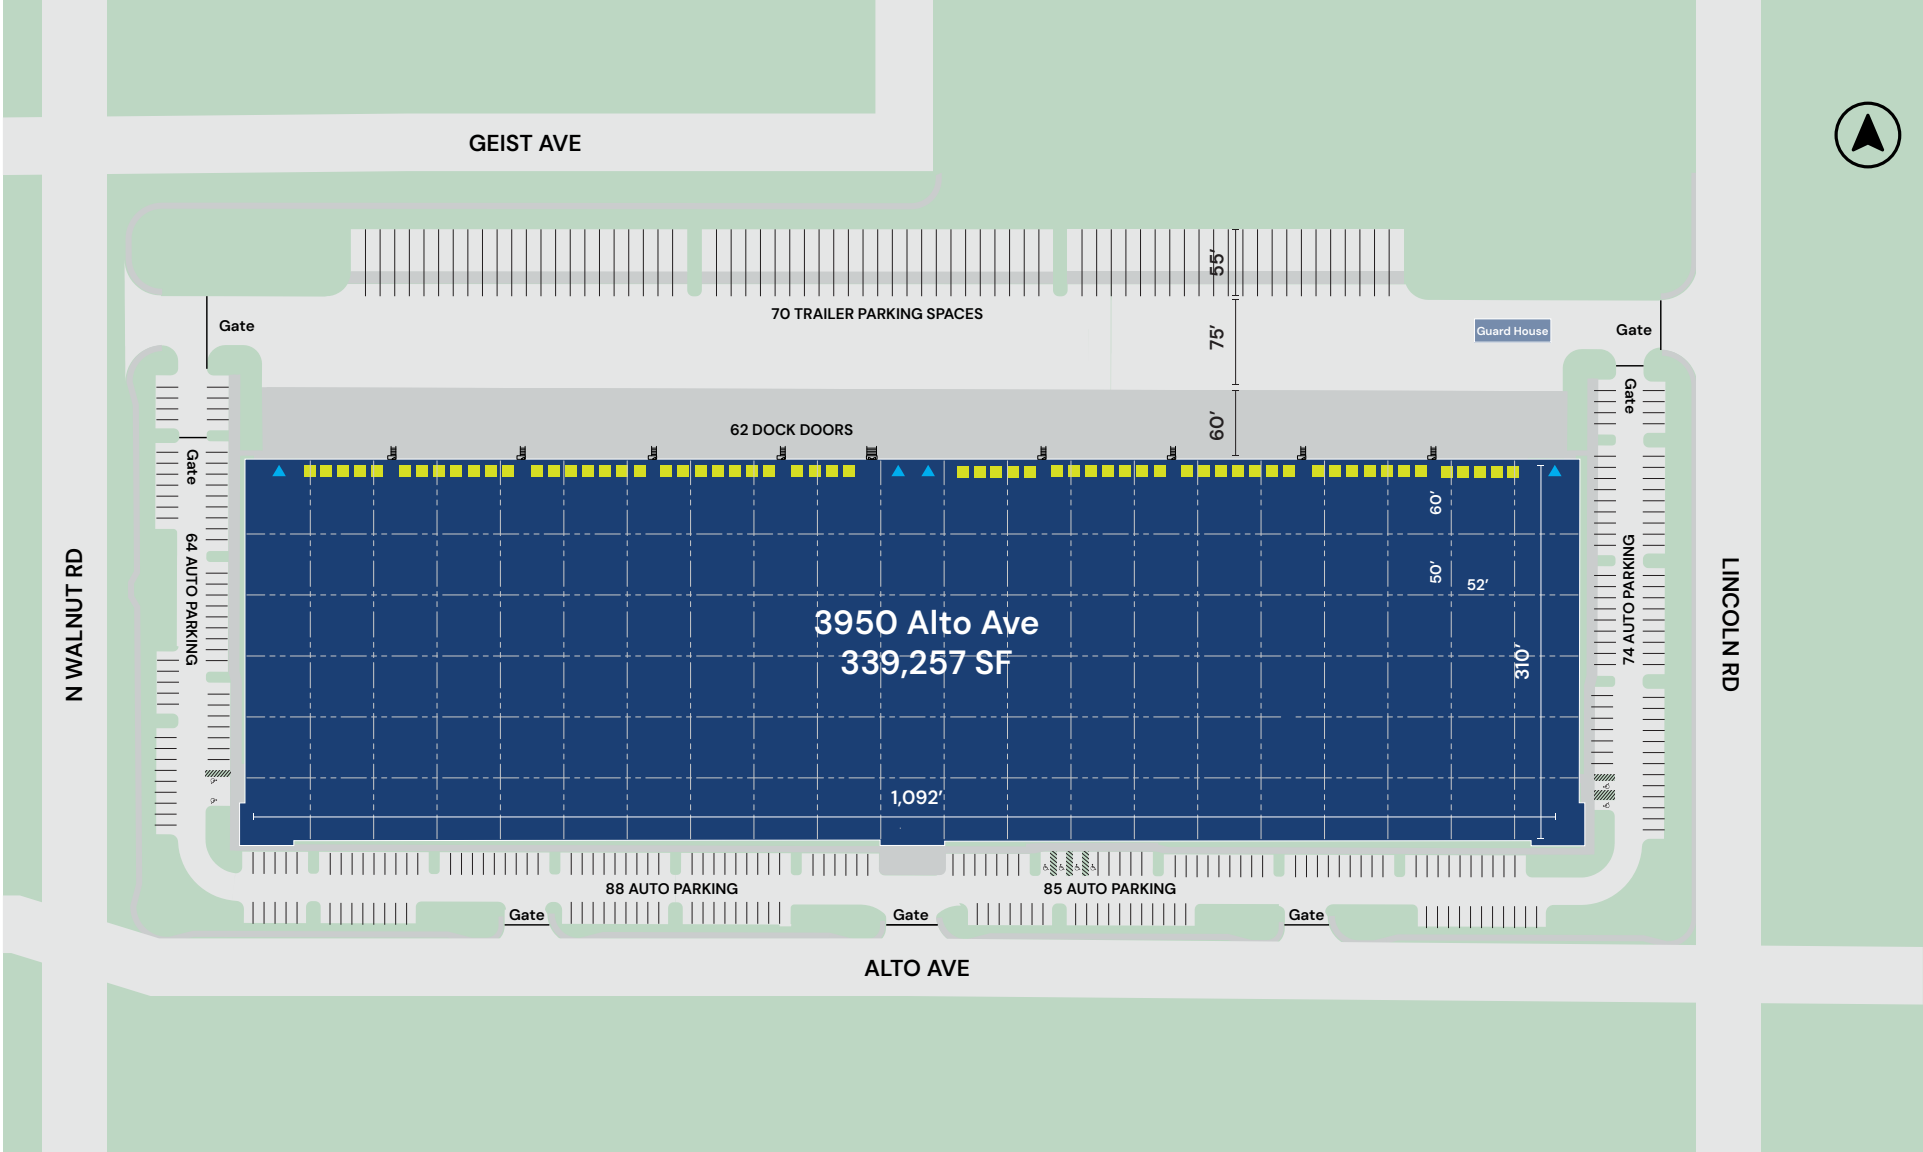 GEIST AVE
55’
70 TRAILER PARKING SPACES
Gate
75’
Guard House
Gate
Gate
60’
62 DOCK DOORS
Gate
60’
50’
52’
64 AUTO PARKING
74 AUTO PARKING
N WALNUT RD
LINCOLN RD
3950 Alto Ave
339,257 SF
310’
1,092’
88 AUTO PARKING
85 AUTO PARKING
Gate
Gate
Gate
ALTO AVE